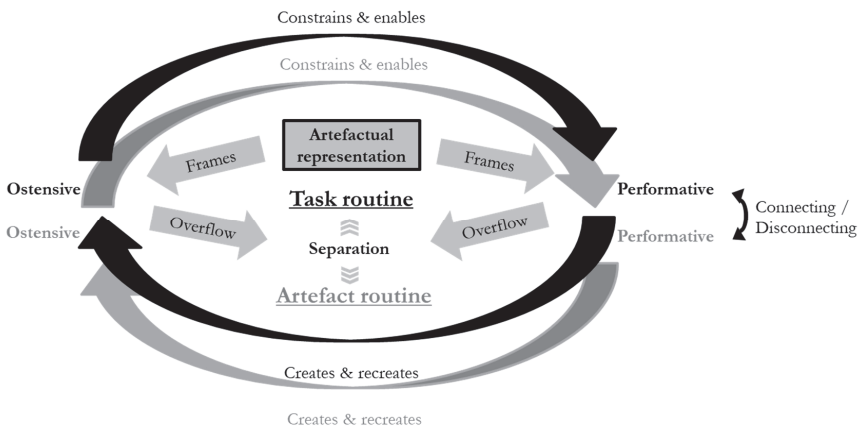 Constrains & enables
Constrains & enables
Artefactual
representation
Frames
Frames
Ostensive
Task routine
Performative
Connecting /
Disconnecting
Overflow
Overflow
Ostensive
Separation
Performative
Artefact routine
Creates & recreates
Creates & recreates